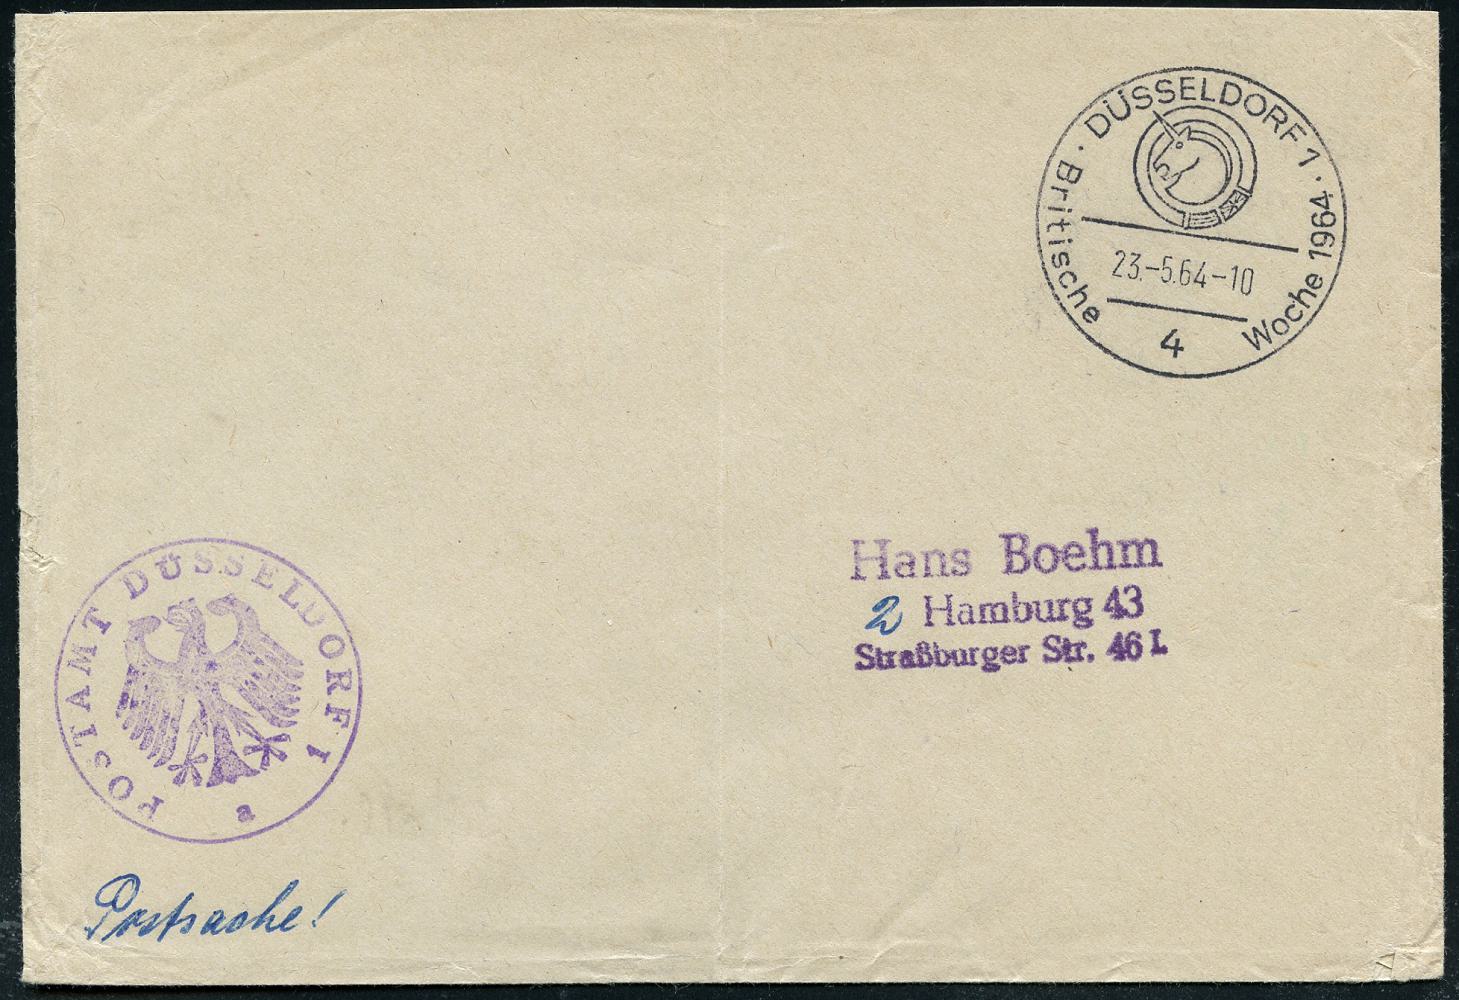 · DÜSSELDORF 1 ·
Britische Woche 1964
23.-5.64-10
4
Hans Boehm
2 Hamburg 43
Straßburger Str. 46 I.
POSTAMT DÜSSELDORF 1
a
Postsache!